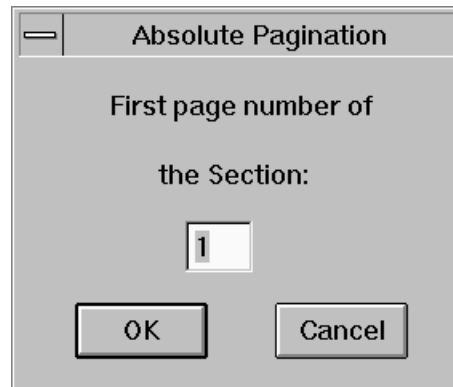 Absolute Pagination
First page number of
the Section:
1
OK Cancel